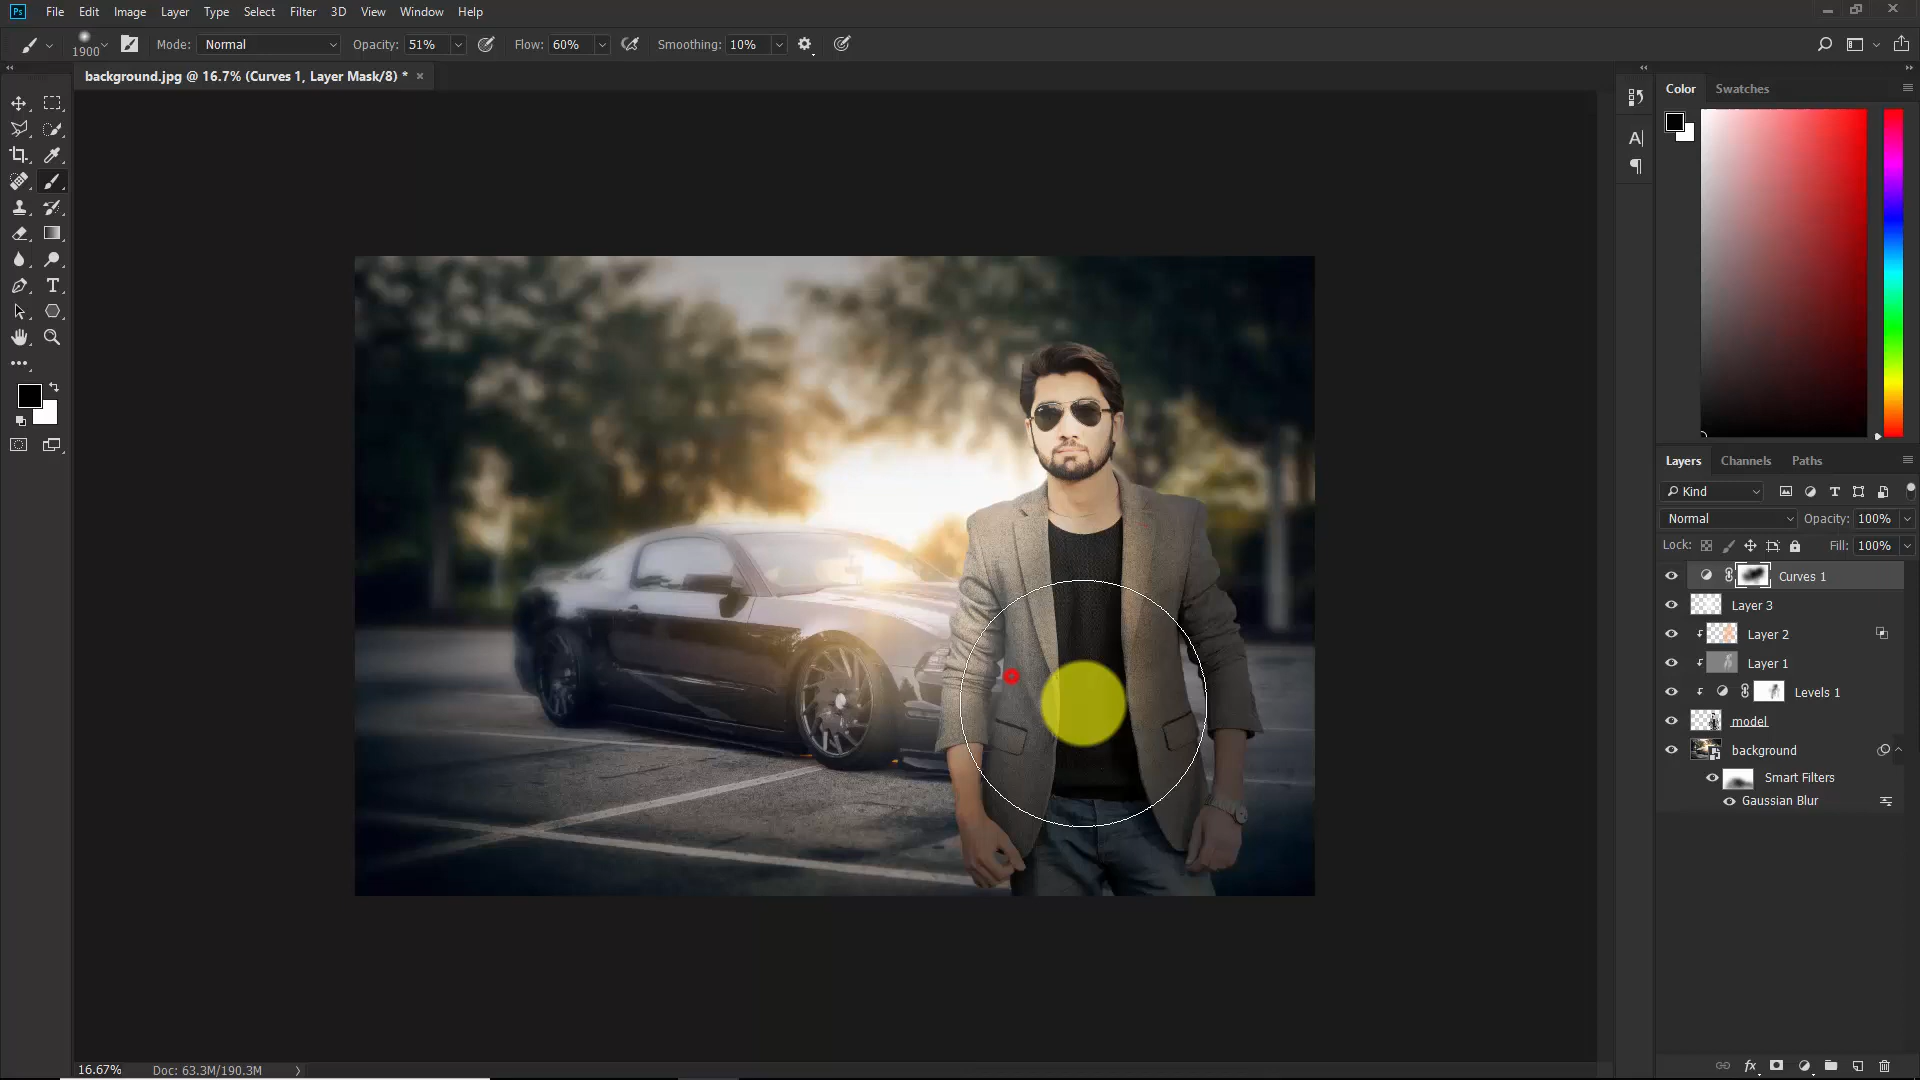 Ps File Edit Image Layer Type Select Filter 3D View Window Help
1900 Mode: Normal Opacity: 51% Flow: 60% Smoothing: 10%
background.jpg @ 16.7% (Curves 1, Layer Mask/8) * ×
Color Swatches
Layers Channels Paths
Kind
Normal Opacity: 100%
Lock: Fill: 100%
Curves 1
Layer 3
Layer 2
Layer 1
Levels 1
model
background
Smart Filters
Gaussian Blur
16.67% Doc: 63.3M/190.3M